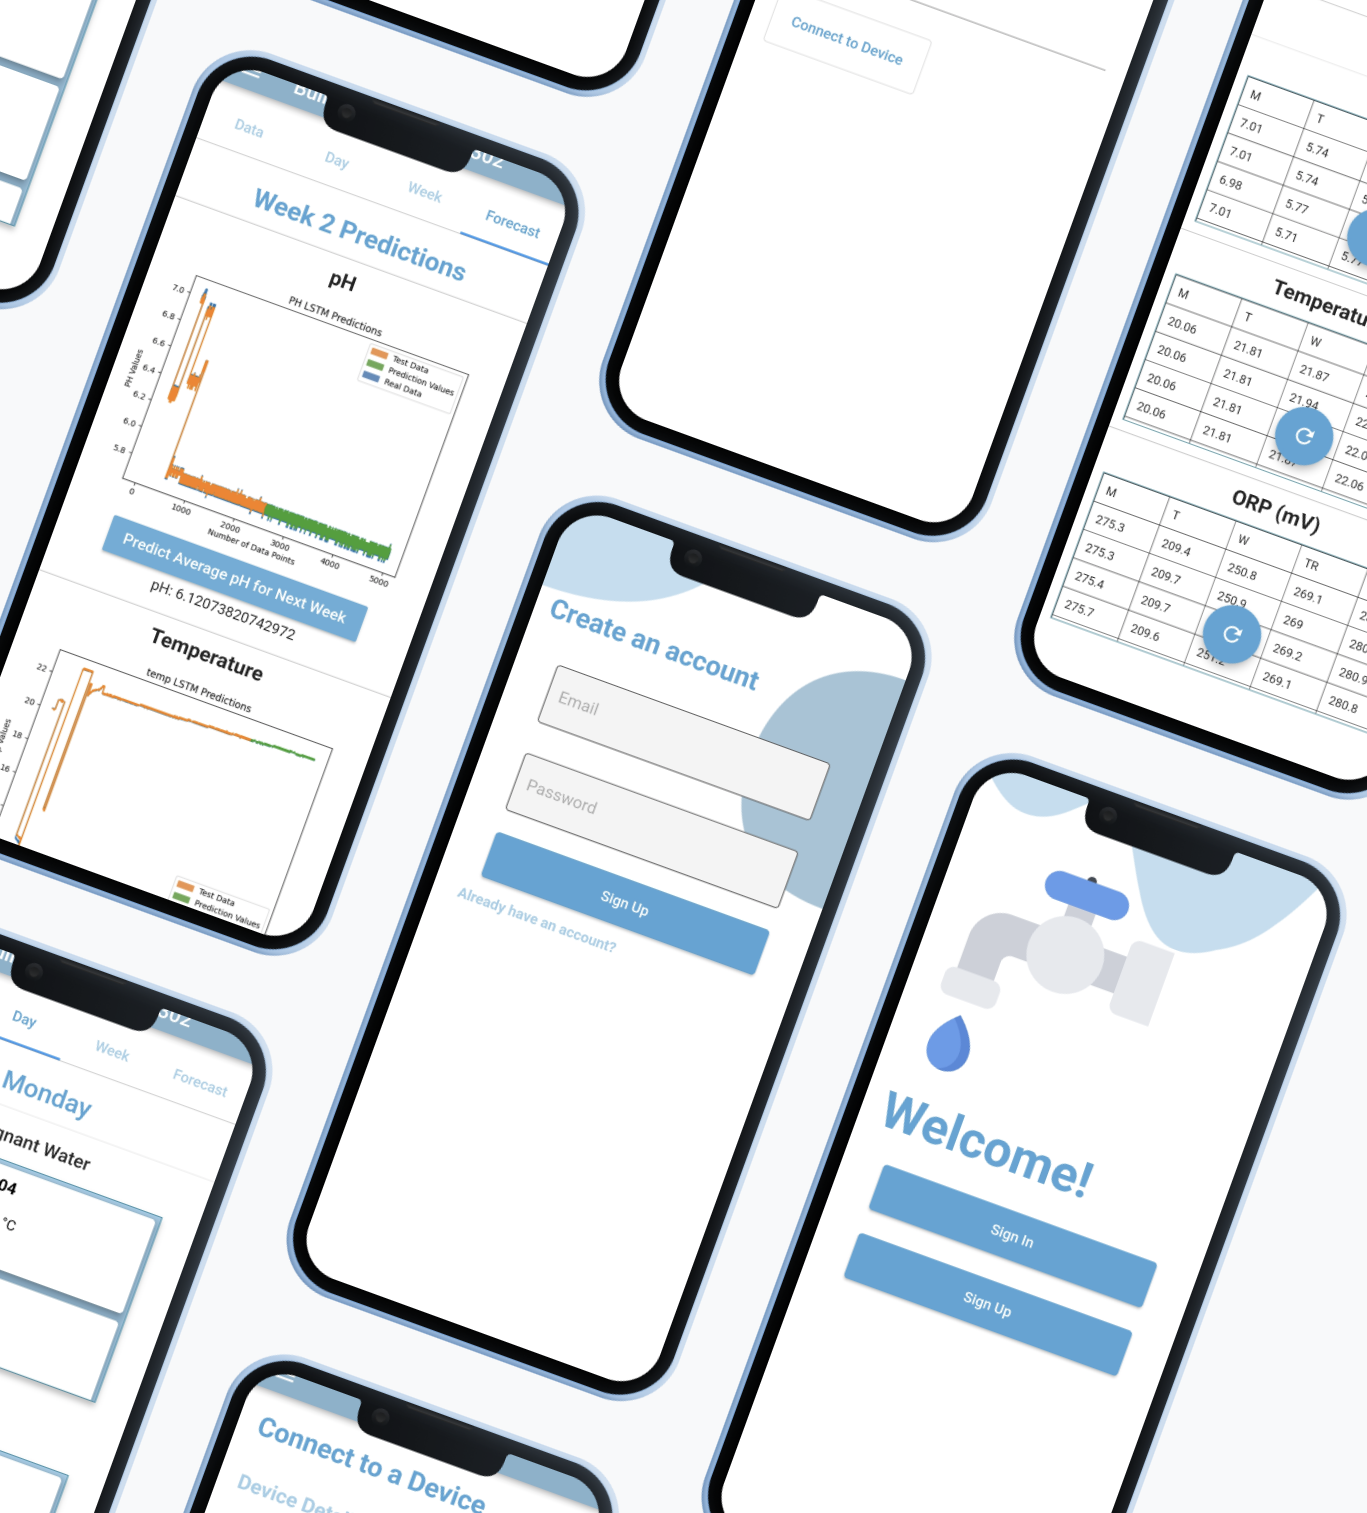 Connect to Device
M T
7.01 5.74
7.01 5.74
6.98 5.77
7.01 5.71
M T W
20.06 21.81 21.87
20.06 21.81 21.94
20.06 21.81
20.06 21.81 22.06
ORP (mV)
M T W TR
275.3 209.4 250.8 269.1
275.3 209.7 250.9 269
275.4 209.7 269.2 280.9
275.7 209.6 251.2 269.1 280.8
302
Data Day Week Forecast
Week 2 Predictions
pH
PH LSTM Predictions
Test Data
Prediction Values
Real Data
PH Values
7.0
6.8
6.6
6.4
6.2
6.0
5.8
0 1000 2000 3000 4000 5000
Number of Data Points
Predict Average pH for Next Week
pH: 6.12073820742972
Temperature
temp LSTM Predictions
22
20
18
16
Values
Test Data
Prediction Values
Create an account
Email
Password
Sign Up
Already have an account?
Welcome!
Sign In
Sign Up
302
Day Week Forecast
Monday
Water
04
°C
Connect to a Device
Device